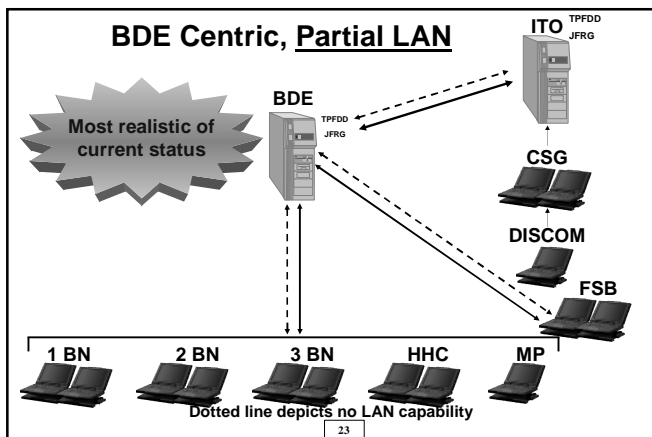 BDE Centric, Partial LAN
ITO
TPFDD
JFRG
BDE
TPFDD
JFRG
Most realistic of
current status
CSG
DISCOM
FSB
1 BN
2 BN
3 BN
HHC
MP
Dotted line depicts no LAN capability
23